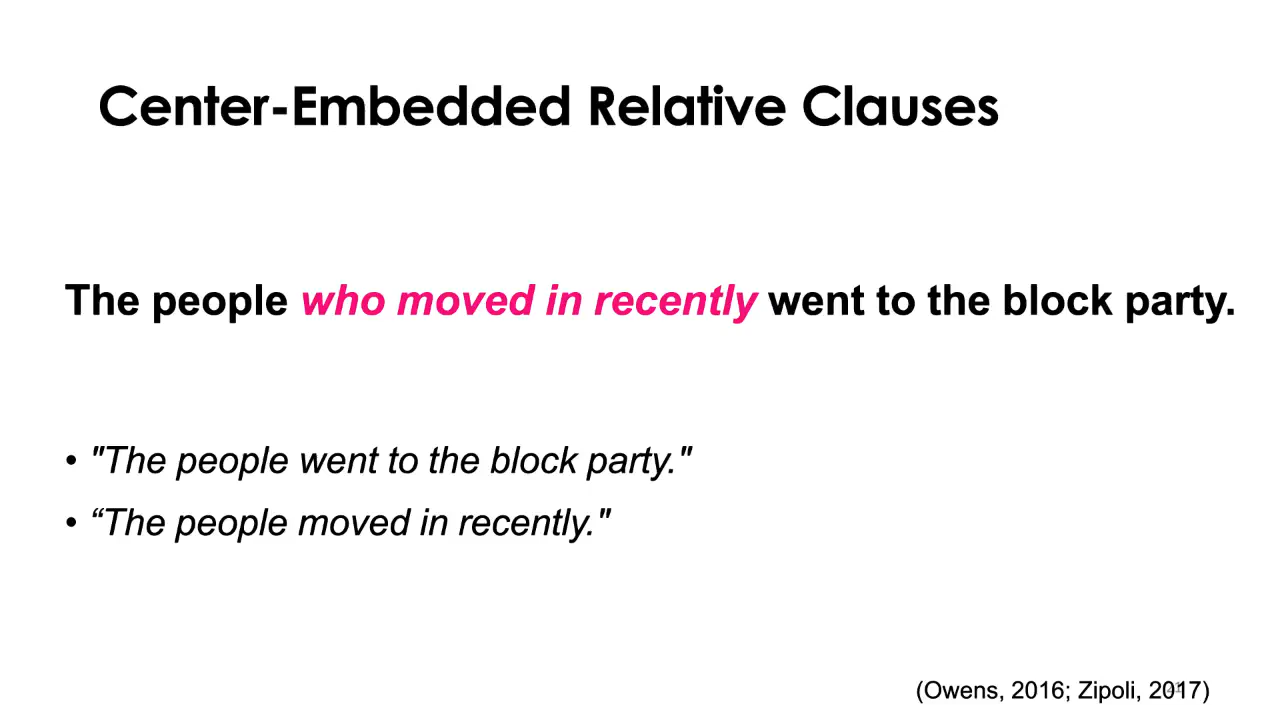 Center-Embedded Relative Clauses
The people who moved in recently went to the block party.
• "The people went to the block party."
• “The people moved in recently."
(Owens, 2016; Zipoli, 2017)